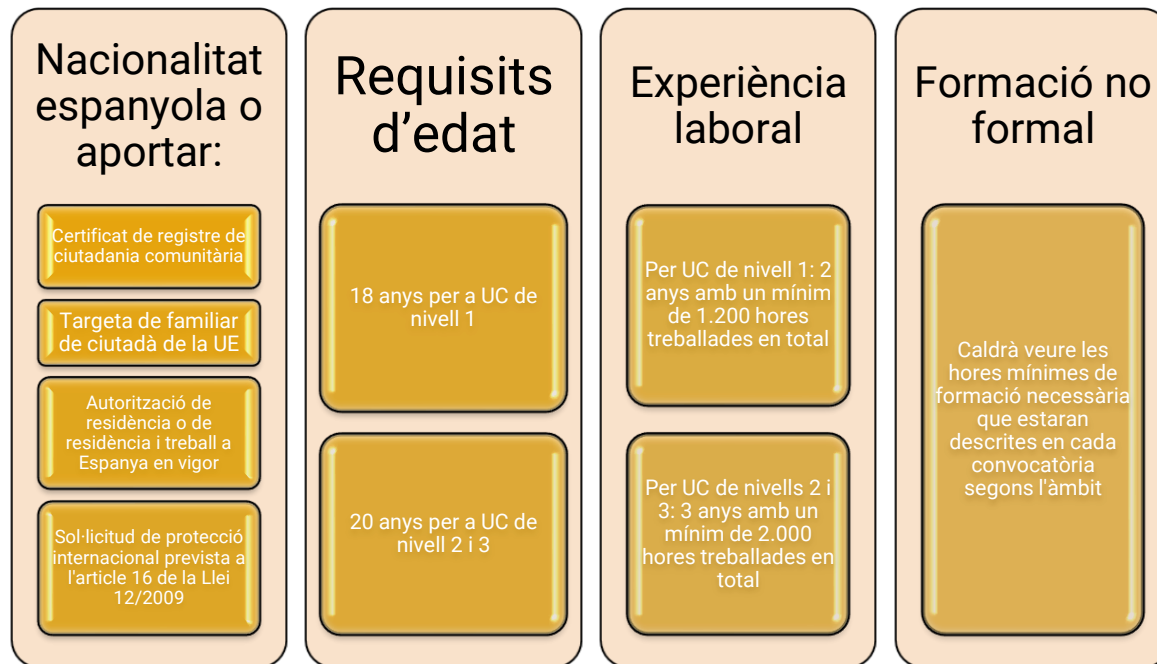 Nacionalitat
espanyola o
aportar:
Certificat de registre de
ciutadania comunitària
Targeta de familiar
de ciutadà de la UE
Autorització de
residència o de
residència i treball a
Espanya en vigor
Sol·licitud de protecció
internacional prevista a
l'article 16 de la Llei
12/2009
Requisits
d’edat
18 anys per a UC de
nivell 1
20 anys per a UC de
nivell 2 i 3
Experiència
laboral
Per UC de nivell 1: 2
anys amb un mínim
de 1.200 hores
treballades en total
Per UC de nivells 2 i
3: 3 anys amb un
mínim de 2.000
hores treballades en
total
Formació no
formal
Caldrà veure les
hores mínimes de
formació necessària
que estaran
descrites en cada
convocatòria
segons l'àmbit